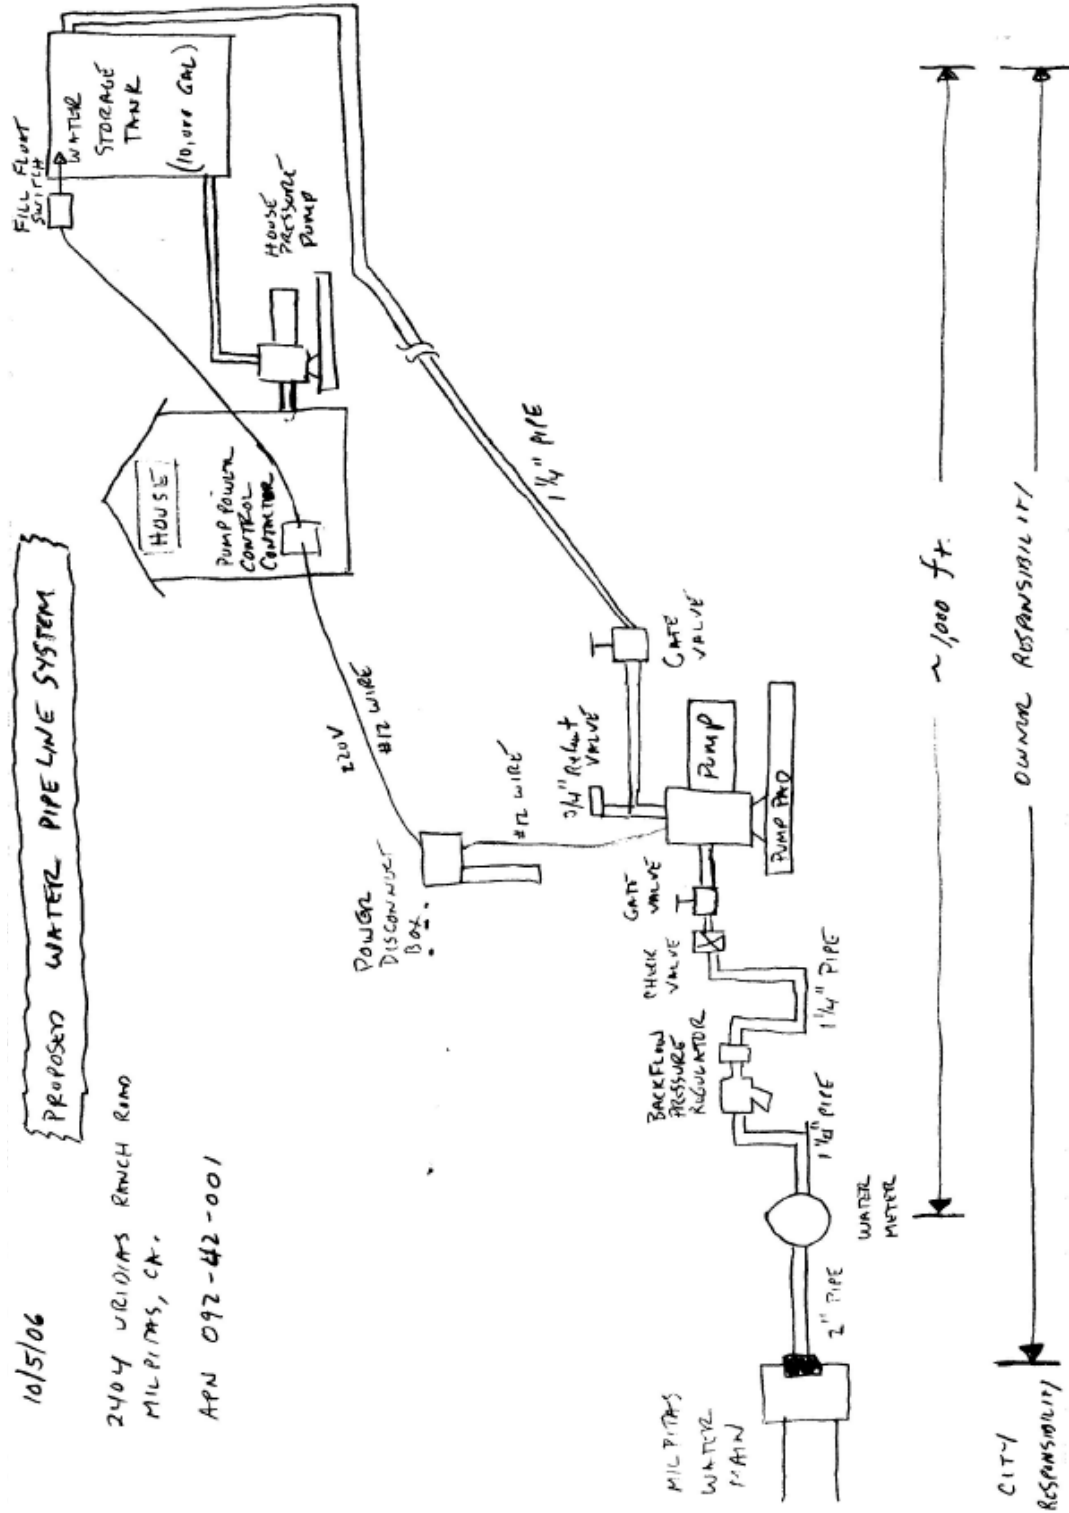 10/5/06
{PROPOSED WATER PIPELINE SYSTEM}
2404 URIDIAS RANCH ROAD
MILPITAS, CA.
APN 092-42-001
FILL FLOAT
SWITCH
WATER
STORAGE
TANK
(10,000 GAL)
HOUSE
PRESSURE
PUMP
HOUSE
PUMP POWER
CONTROL
CONTACTOR
220V
#12 WIRE
POWER
DISCONNECT
BOX
#12 WIRE
1 1/4" PIPE
GATE
VALVE
3/4" Relief
VALVE
PUMP
PUMP PAD
GATE
VALVE
CHECK
VALVE
1 1/4" PIPE
BACKFLOW
PRESSURE
REGULATOR
1 1/4" PIPE
WATER
METER
2" PIPE
MILPITAS
WATER
MAIN
~ 1,000 ft.
OWNER RESPONSIBILITY
CITY
RESPONSIBILITY